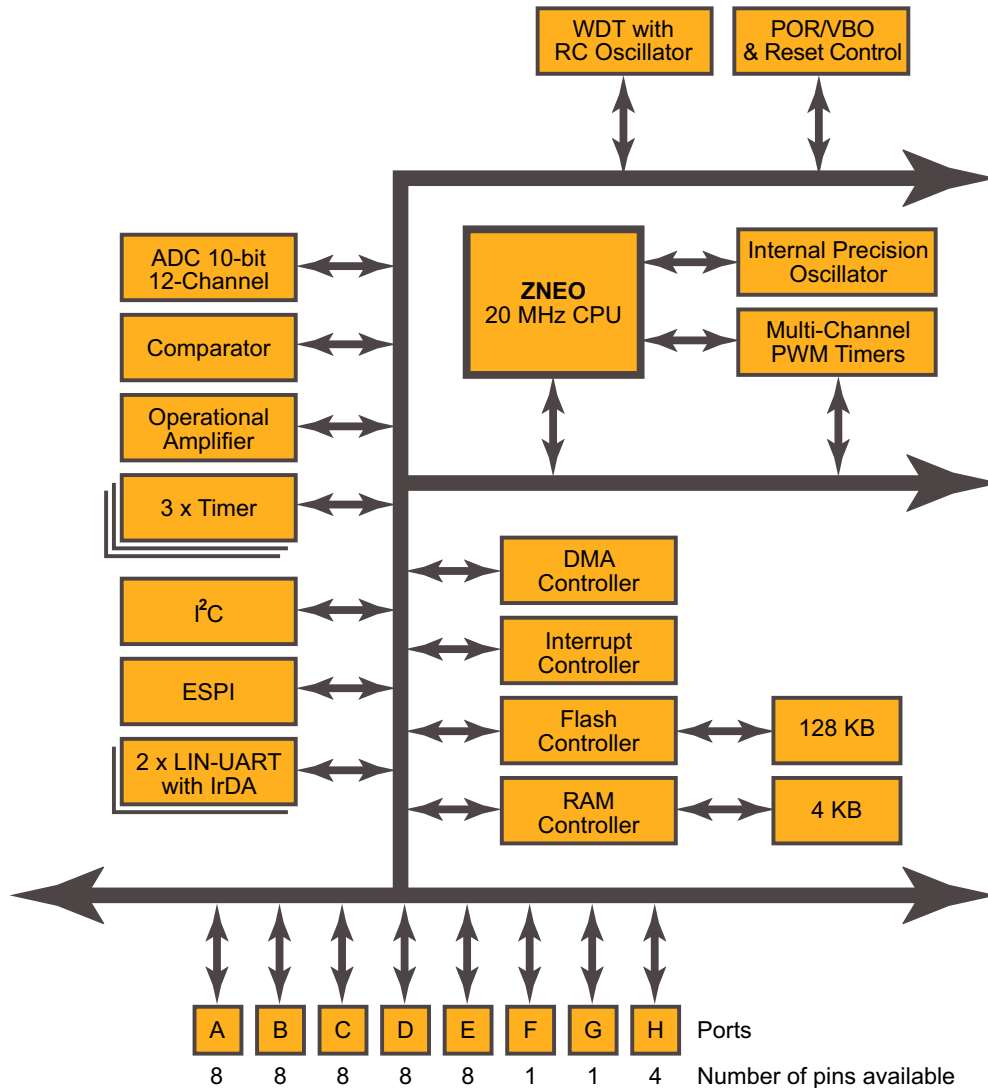 WDT with
RC Oscillator
POR/VBO
& Reset Control
ADC 10-bit
12-Channel
Comparator
Operational
Amplifier
3 x Timer
I²C
ESPI
2 x LIN-UART
with IrDA
ZNEO
20 MHz CPU
Internal Precision
Oscillator
Multi-Channel
PWM Timers
DMA
Controller
Interrupt
Controller
Flash
Controller
128 KB
RAM
Controller
4 KB
A B C D E F G H Ports
8 8 8 8 8 1 1 4 Number of pins available